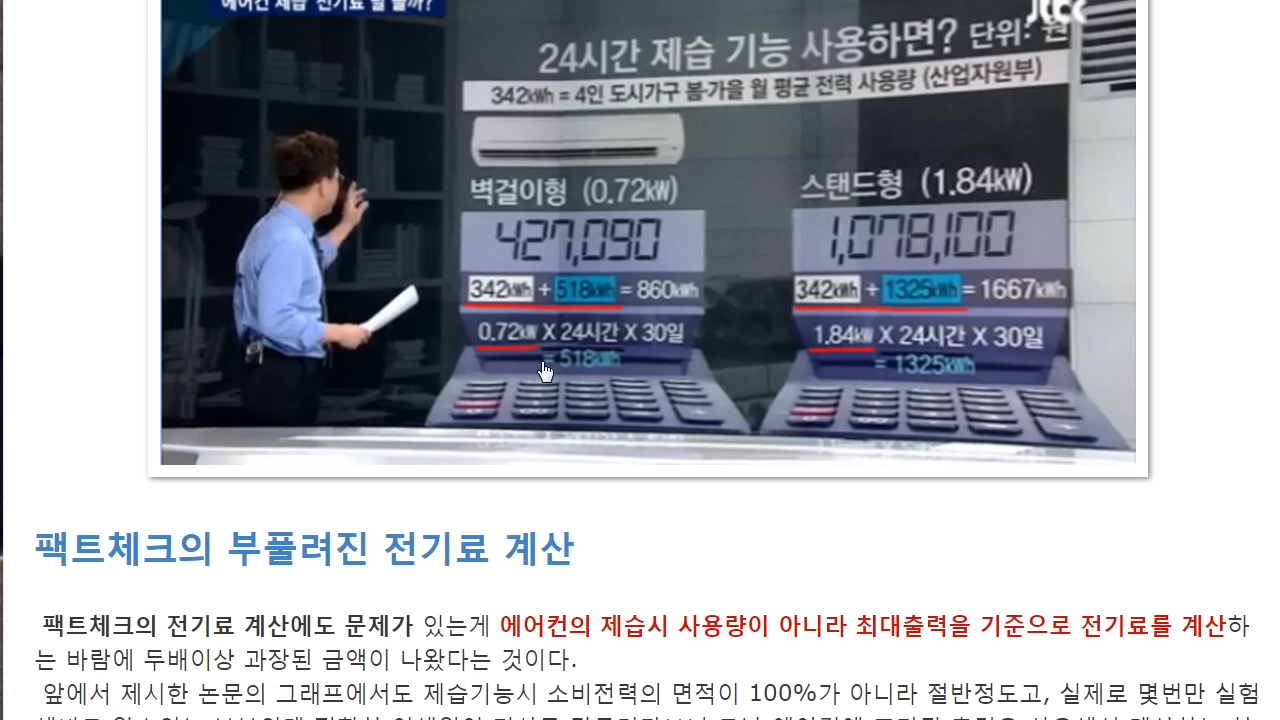 에어컨 제습 전기료 덜 들까?
jtbc
24시간 제습 기능 사용하면? 단위: 원
342kWh = 4인 도시가구 봄·가을 월 평균 전력 사용량 (산업자원부)
벽걸이형 (0.72kW)
427,090
342kWh + 518kWh = 860kWh
0.72kW X 24시간 X 30일
= 518kWh
스탠드형 (1.84kW)
1,078,100
342kWh + 1325kWh = 1667kWh
1.84kW X 24시간 X 30일
= 1325kWh
팩트체크의 부풀려진 전기료 계산
팩트체크의 전기료 계산에도 문제가 있는게 에어컨의 제습시 사용량이 아니라 최대출력을 기준으로 전기료를 계산하
는 바람에 두배이상 과장된 금액이 나왔다는 것이다.
앞에서 제시한 논문의 그래프에서도 제습기능시 소비전력의 면적이 100%가 아니라 절반정도고, 실제로 몇번만 실험